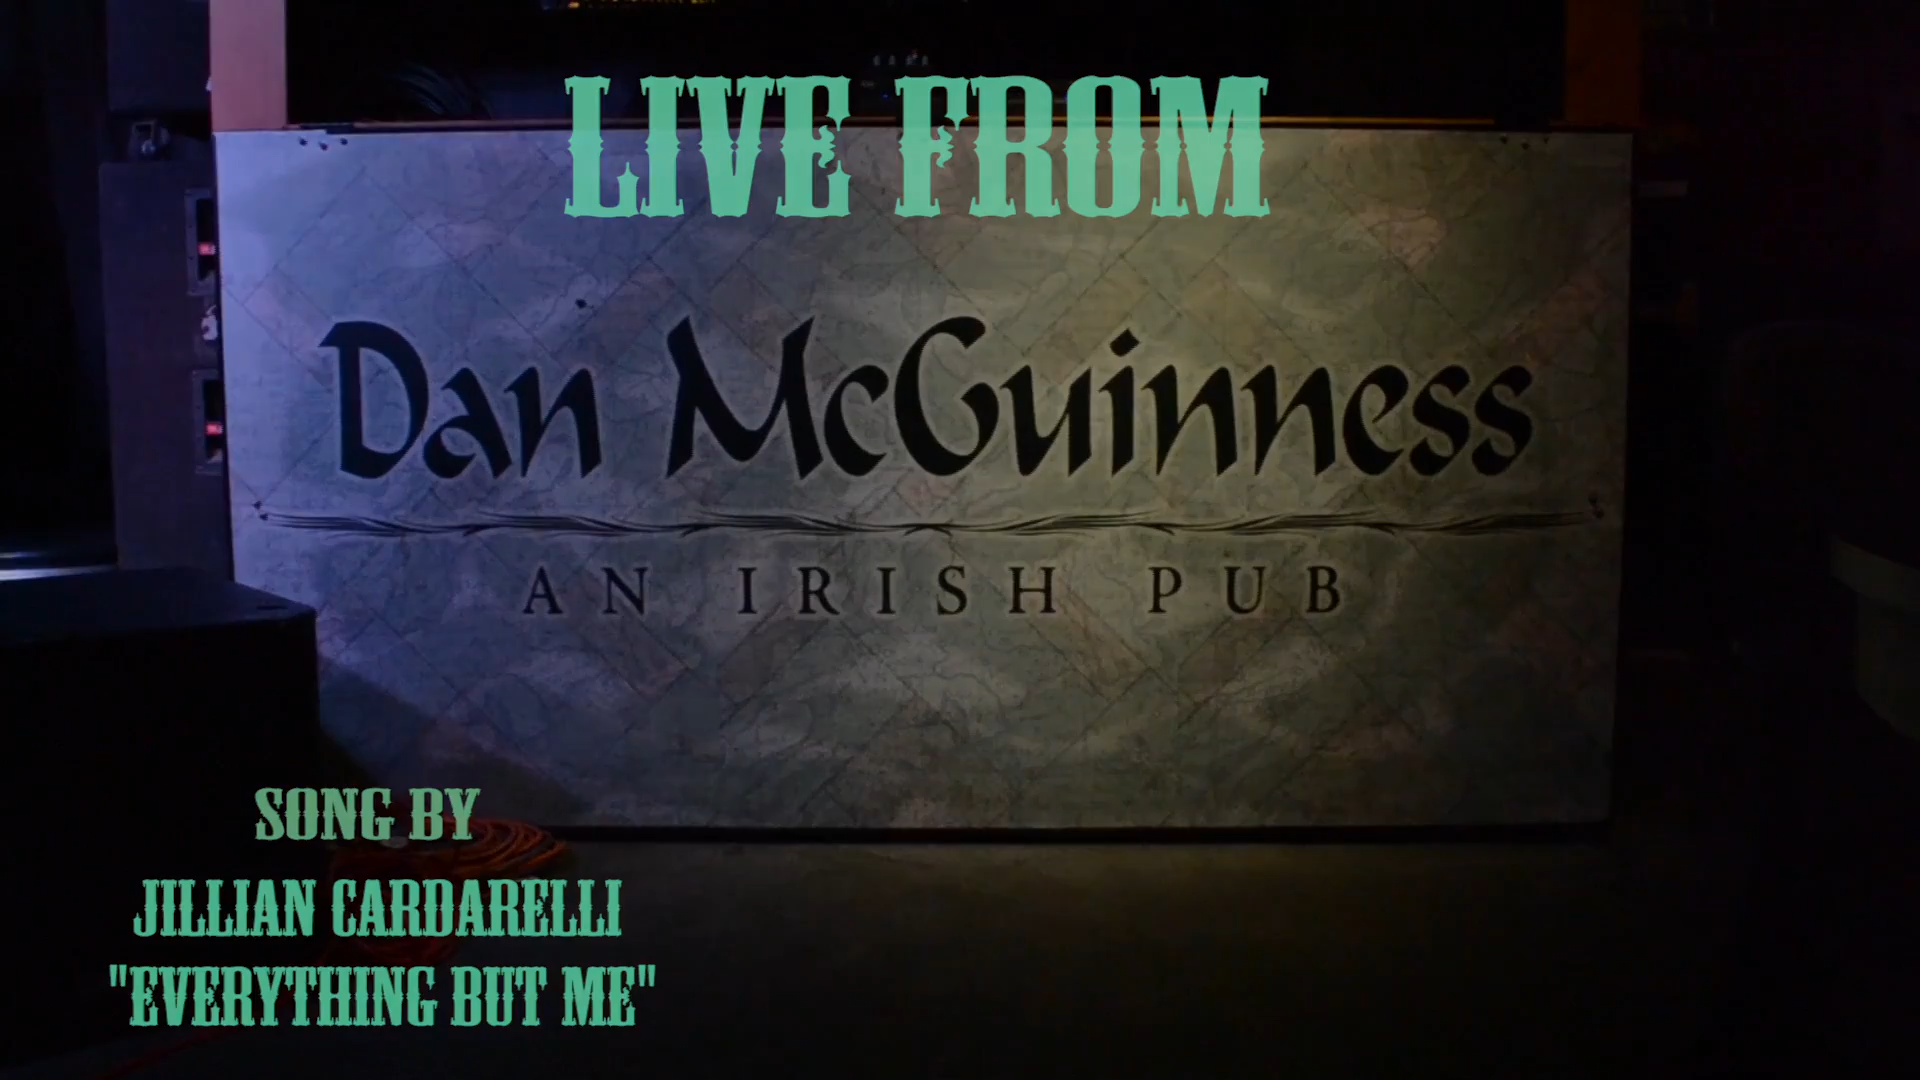 LIVE FROM
Dan McGuinness
AN IRISH PUB
SONG BY
JILLIAN CARDARELLI
"EVERYTHING BUT ME"